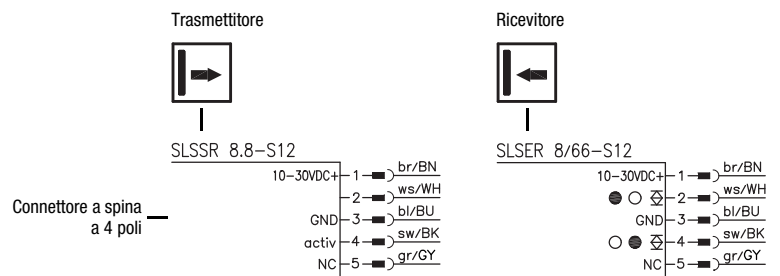 Trasmettitore
Ricevitore
SLSSR 8.8-S12
SLSER 8/66-S12
10-30VDC+ 1 br/BN
2 ws/WH
GND 3 bl/BU
activ 4 sw/BK
NC 5 gr/GY
10-30VDC+ 1 br/BN
2 ws/WH
GND 3 bl/BU
4 sw/BK
NC 5 gr/GY
Connettore a spina
a 4 poli